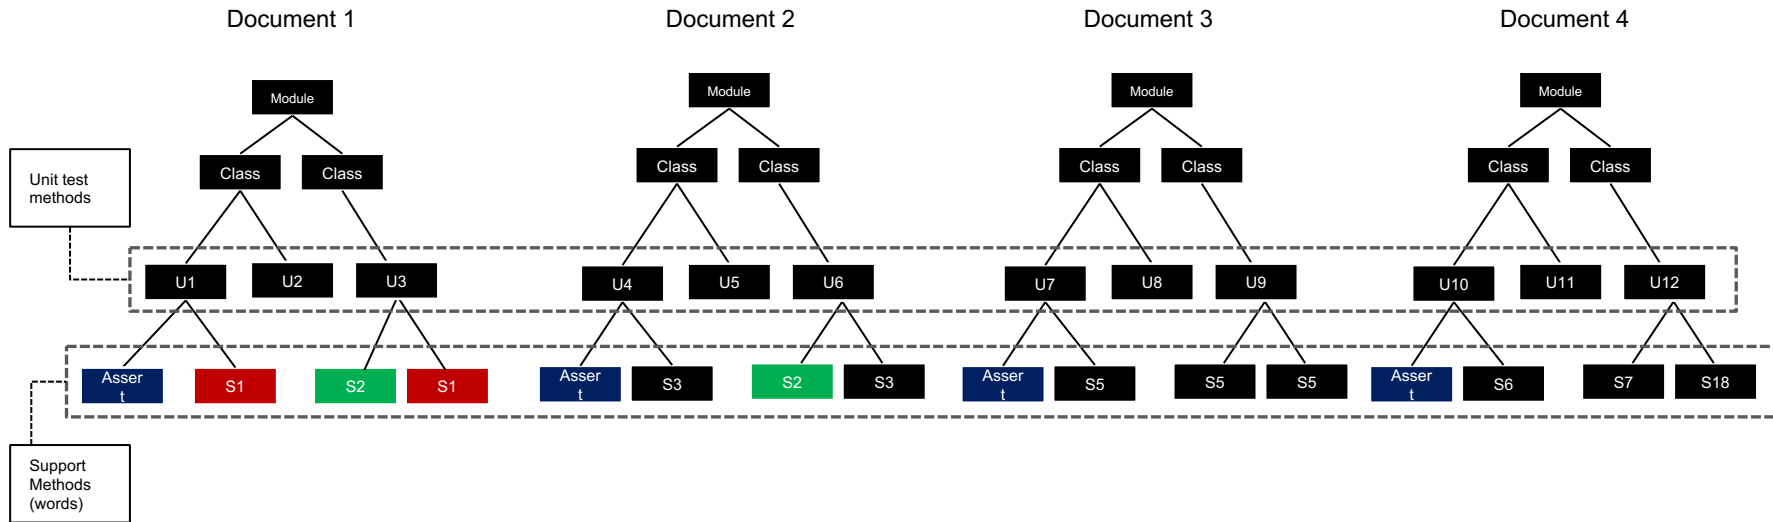 Document 1
Document 2
Document 3
Document 4
Module
Module
Module
Module
Class
Class
Class
Class
Class
Class
Class
Class
Unit test
methods
U1
U2
U3
U4
U5
U6
U7
U8
U9
U10
U11
U12
Asser
t
S1
S2
S1
Asser
t
S3
S2
S3
Asser
t
S5
S5
S5
Asser
t
S6
S7
S18
Support
Methods
(words)